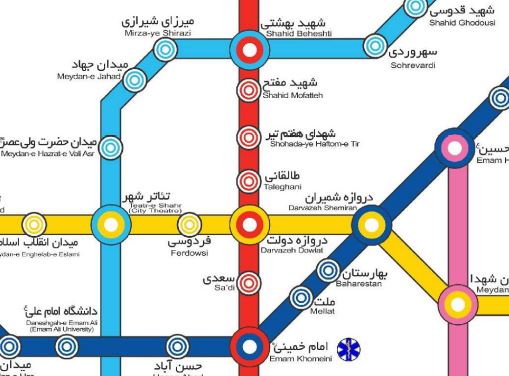 شهید قدوسی
Shahid Ghodousi
میرزای شیرازی
Mirza-ye Shirazi
شهید بهشتی
Shahid Beheshti
سهروردی
Sohrevardi
میدان جهاد
Meydan-e Jahad
شهید مفتح
Shahid Mofatteh
میدان حضرت ولی‌عصر
Meydan-e Hazrat-e Vali Asr
شهدای هفتم تیر
Shohada-ye Haftom-e Tir
حسین
Emam H
طالقانی
Taleghani
تئاتر شهر
Teatr-e Shahr
(City Theatre)
دروازه شمیران
Darvazeh Shemiran
میدان انقلاب اسلا
ydan-e Enghelab-e Eslami
فردوسی
Ferdowsi
دروازه دولت
Darvazeh Dowlat
سعدی
Sa'di
بهارستان
Baharestan
ن شهدا
Meydan
ملت
Mellat
دانشگاه امام علی
Daneshgah-e Emam Ali
(Emam Ali University)
میدان
حسن آباد
امام خمینی
Emam Khomeini